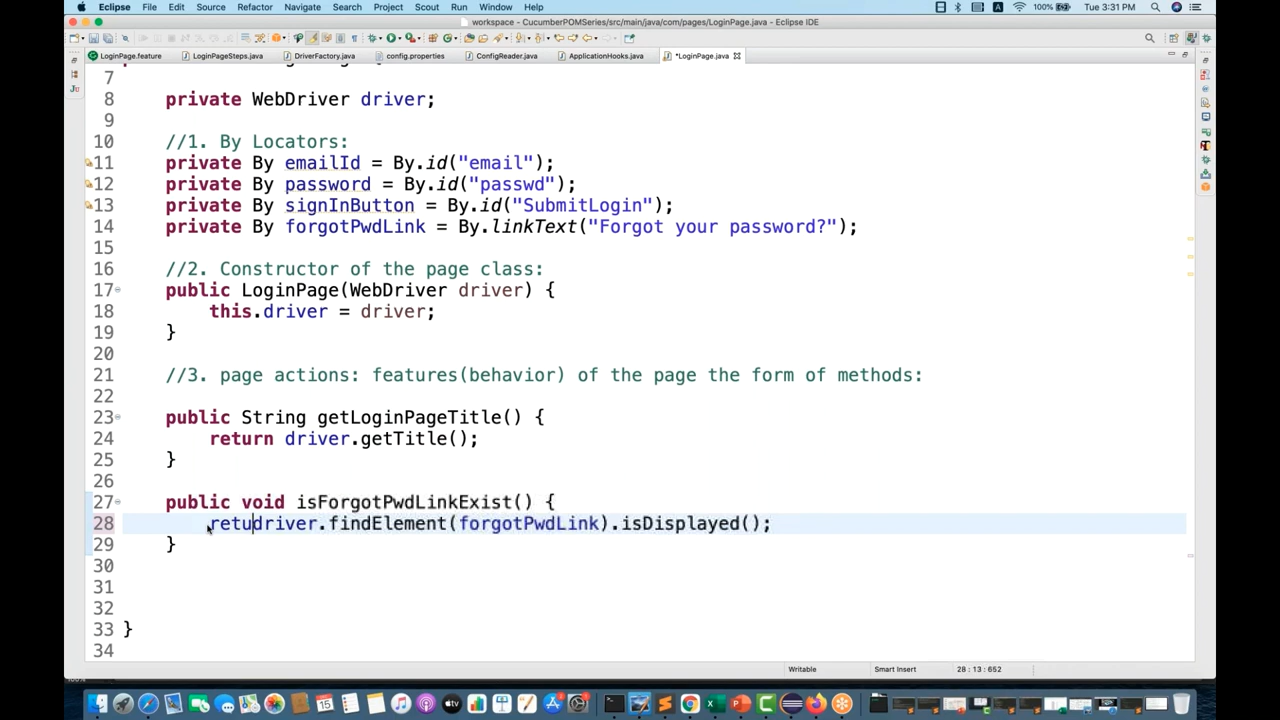 Eclipse File Edit Source Refactor Navigate Search Project Scout Run Window Help 100% Tue 3:31 PM
workspace - CucumberPOMSeries/src/main/java/com/pages/LoginPage.java - Eclipse IDE
LoginPage.feature LoginPageSteps.java DriverFactory.java config.properties ConfigReader.java ApplicationHooks.java *LoginPage.java
7
8 private WebDriver driver;
9
10 //1. By Locators:
11 private By emailId = By.id("email");
12 private By password = By.id("passwd");
13 private By signInButton = By.id("SubmitLogin");
14 private By forgotPwdLink = By.linkText("Forgot your password?");
15
16 //2. Constructor of the page class:
17 public LoginPage(WebDriver driver) {
18 this.driver = driver;
19 }
20
21 //3. page actions: features(behavior) of the page the form of methods:
22
23 public String getLoginPageTitle() {
24 return driver.getTitle();
25 }
26
27 public void isForgotPwdLinkExist() {
28 retudriver.findElement(forgotPwdLink).isDisplayed();
29 }
30
31
32
33 }
34
Writable Smart Insert 28 : 13 : 652